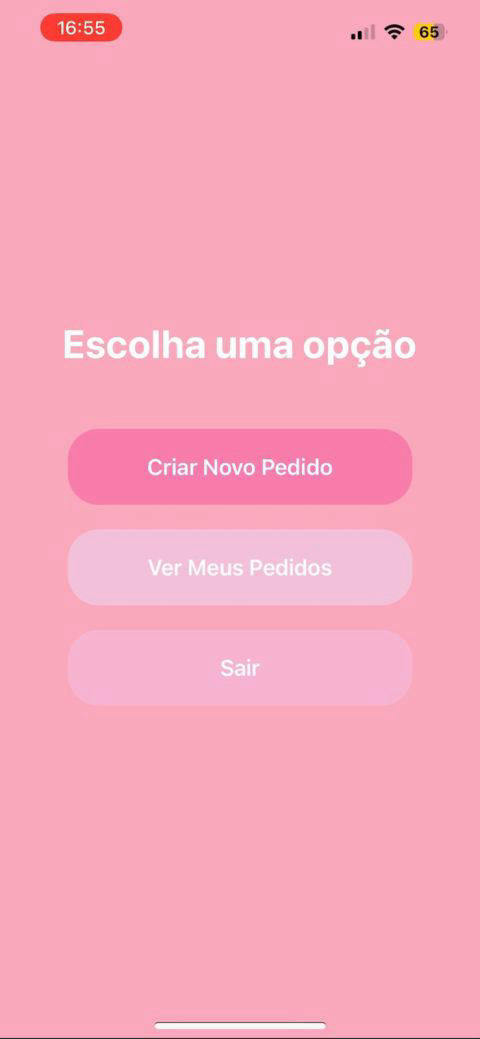 16:55
65
Escolha uma opção
Criar Novo Pedido
Ver Meus Pedidos
Sair